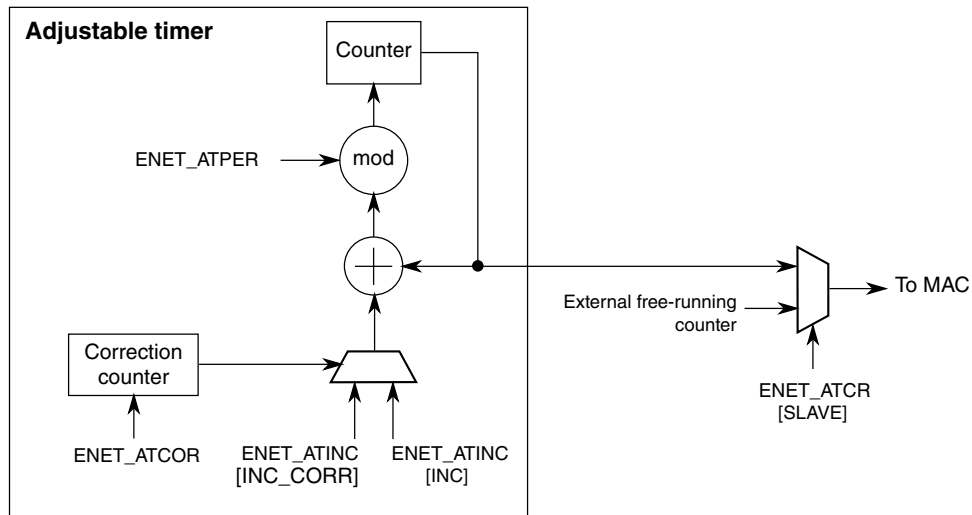 Adjustable timer
Counter
ENET_ATPER
mod
External free-running
counter
To MAC
Correction
counter
ENET_ATCR
[SLAVE]
ENET_ATCOR
ENET_ATINC
[INC_CORR]
ENET_ATINC
[INC]